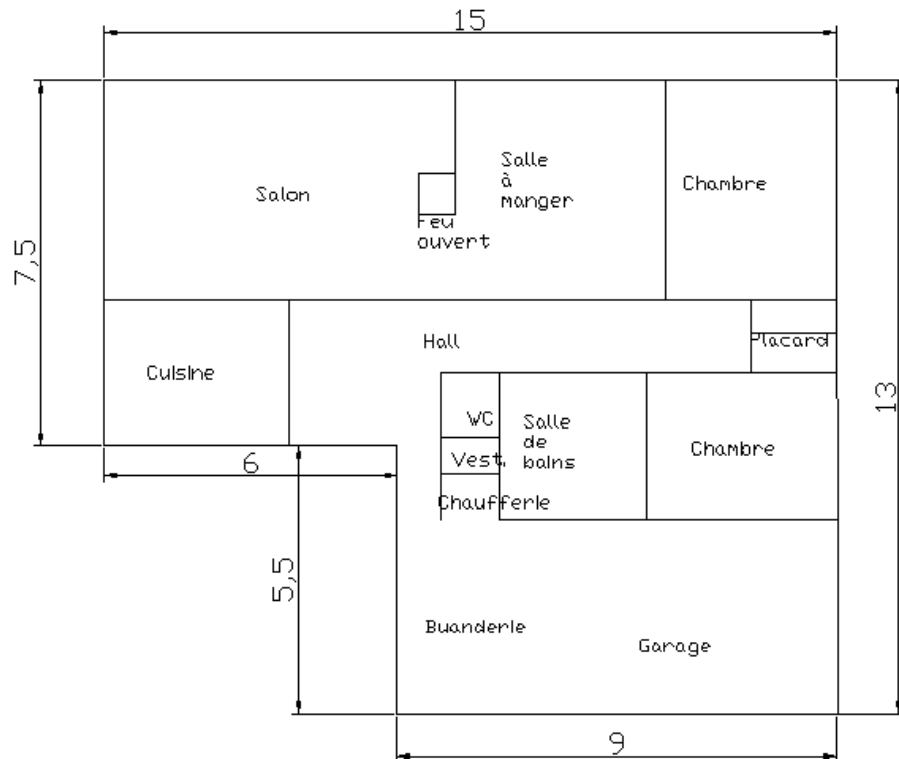 15
Salle
à
manger
Chambre
Salon
Feu
ouvert
7,5
Hall
Placard
Cuisine
13
WC
Salle
de
bains
Vest.
Chambre
6
Chaufferie
5,5
Buanderie
Garage
9